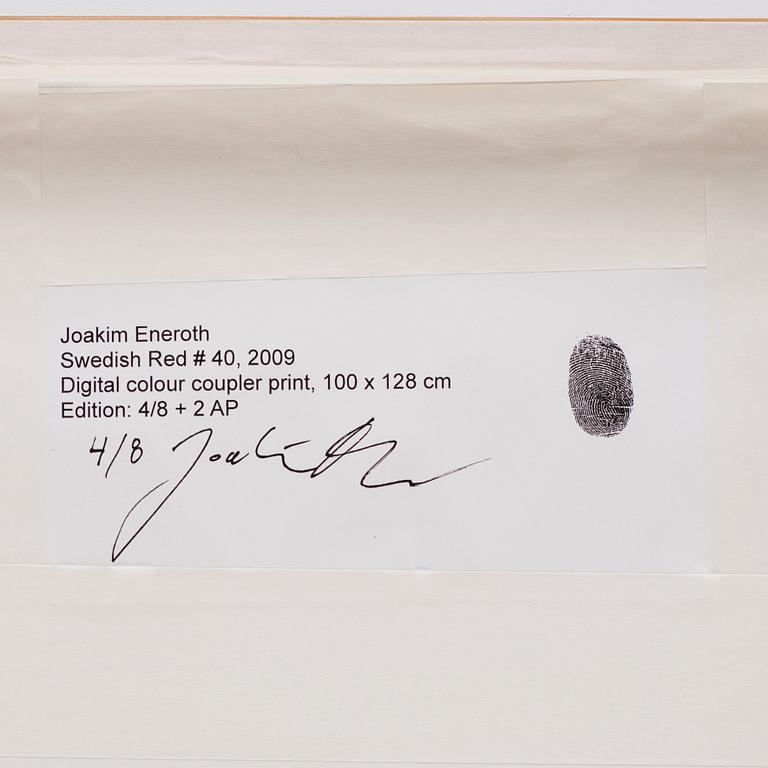 Joakim Eneroth
Swedish Red # 40, 2009
Digital colour coupler print, 100 x 128 cm
Edition: 4/8 + 2 AP
4/8 Joakim